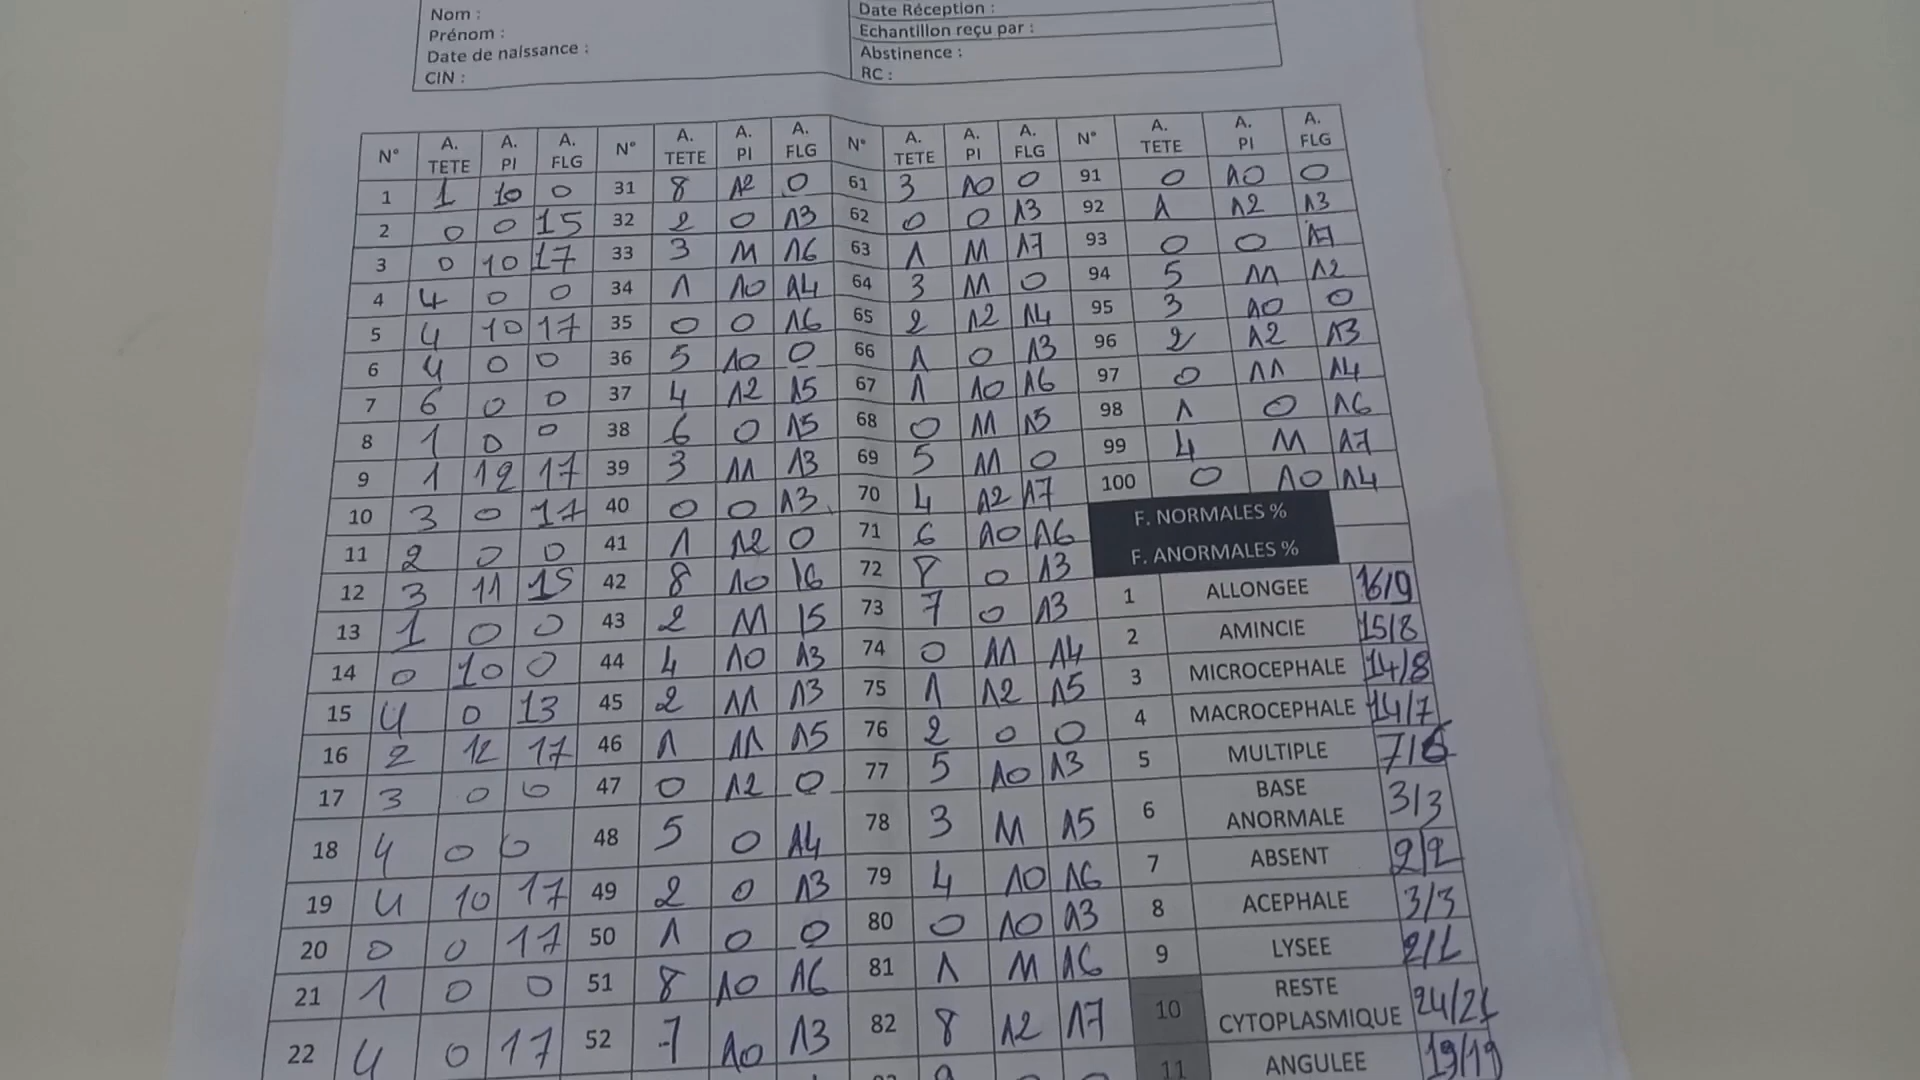 Nom :
Prénom :
Date de naissance :
CIN :
Date Réception :
Echantillon reçu par :
Abstinence :
RC :
N° A. TETE A. PI A. FLG N° A. TETE A. PI A. FLG N° A. TETE A. PI A. FLG N° A. TETE A. PI A. FLG
1 1 10 0 31 8 12 0 61 3 10 0 91 0 10 0
2 0 0 15 32 2 0 13 62 0 0 13 92 1 12 13
3 0 10 17 33 3 11 16 63 1 11 17 93 0 0 17
4 4 0 0 34 1 10 14 64 3 11 0 94 5 11 12
5 4 10 17 35 0 0 16 65 2 12 14 95 3 10 0
6 4 0 0 36 5 10 0 66 1 0 13 96 2 12 13
7 6 0 0 37 4 12 15 67 1 10 16 97 0 11 14
8 1 0 0 38 6 0 15 68 0 11 15 98 1 0 16
9 1 12 17 39 3 11 13 69 5 11 0 99 4 11 17
10 3 0 17 40 0 0 13 70 4 12 17 100 0 10 14
11 2 0 0 41 1 12 0 71 6 10 16 F. NORMALES %
F. ANORMALES %
12 3 11 15 42 8 10 16 72 8 0 13 1 ALLONGEE 16/9
13 1 0 0 43 2 11 15 73 7 0 13 2 AMINCIE 15/8
14 0 10 0 44 4 10 13 74 0 11 14 3 MICROCEPHALE 14/8
15 4 0 13 45 2 11 13 75 1 12 15 4 MACROCEPHALE 14/7
16 2 12 17 46 1 11 15 76 2 0 0 5 MULTIPLE 7/6
17 3 0 0 47 0 12 0 77 5 10 13 6 BASE ANORMALE 3/3
18 4 0 0 48 5 0 14 78 3 11 15 7 ABSENT 2/2
19 4 10 17 49 2 0 13 79 4 10 16 8 ACEPHALE 3/3
20 0 0 17 50 1 0 0 80 0 10 13 9 LYSEE
21 1 0 0 51 8 10 16 81 1 11 16 10 RESTE CYTOPLASMIQUE
22 4 0 17 52 7 10 13 82 8 12 17 11 ANGULEE 19/19